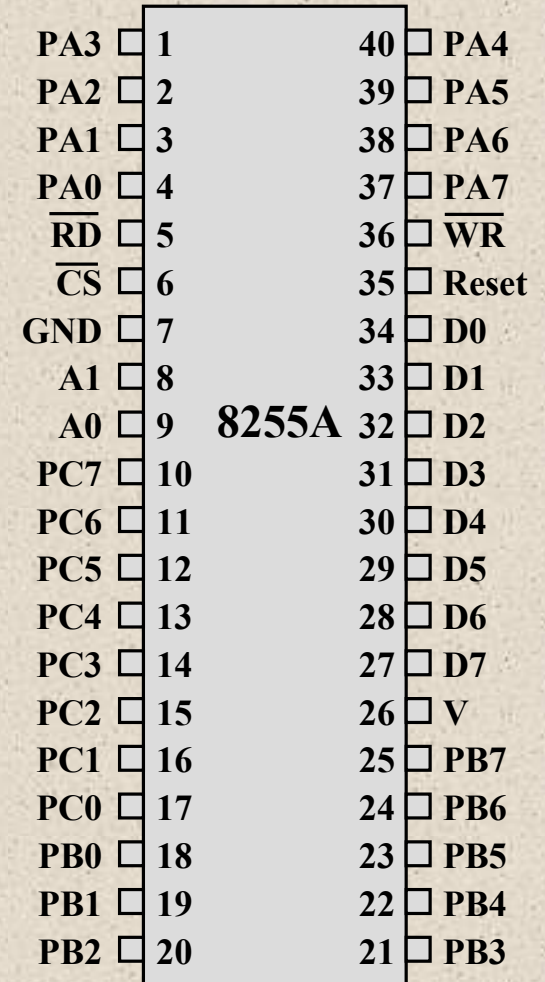 PA3 1 40 PA4
PA2 2 39 PA5
PA1 3 38 PA6
PA0 4 37 PA7
R̅D̅ 5 36 W̅R̅
C̅S̅ 6 35 Reset
GND 7 34 D0
A1 8 33 D1
A0 9 8255A 32 D2
PC7 10 31 D3
PC6 11 30 D4
PC5 12 29 D5
PC4 13 28 D6
PC3 14 27 D7
PC2 15 26 V
PC1 16 25 PB7
PC0 17 24 PB6
PB0 18 23 PB5
PB1 19 22 PB4
PB2 20 21 PB3